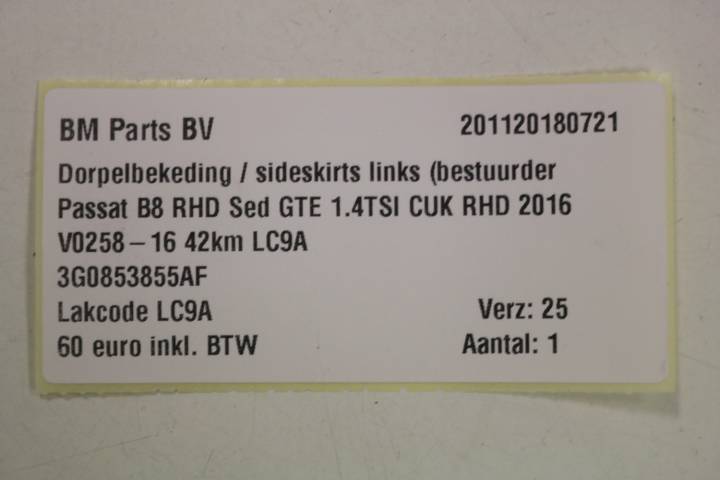 BM Parts BV 201120180721
Dorpelbekeding / sideskirts links (bestuurder
Passat B8 RHD Sed GTE 1.4TSI CUK RHD 2016
V0258 – 16 42km LC9A
3G0853855AF
Lakcode LC9A Verz: 25
60 euro inkl. BTW Aantal: 1